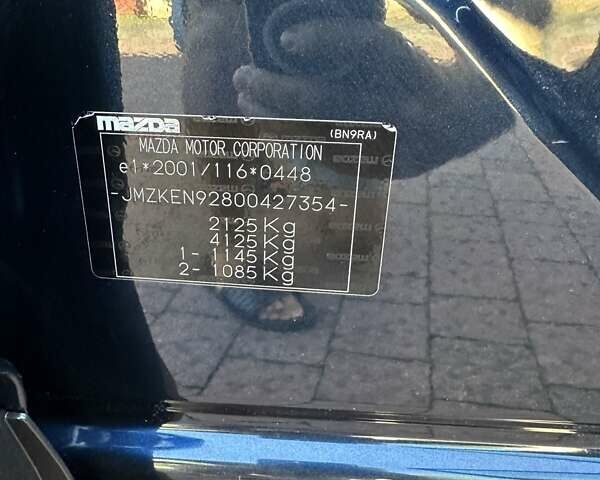 mazda
(BN9RA)
MAZDA MOTOR CORPORATION
e1*2001/116*0448
-JMZKEN92800427354-
2125 Kg
4125 Kg
1- 1145 Kg
2- 1085 Kg